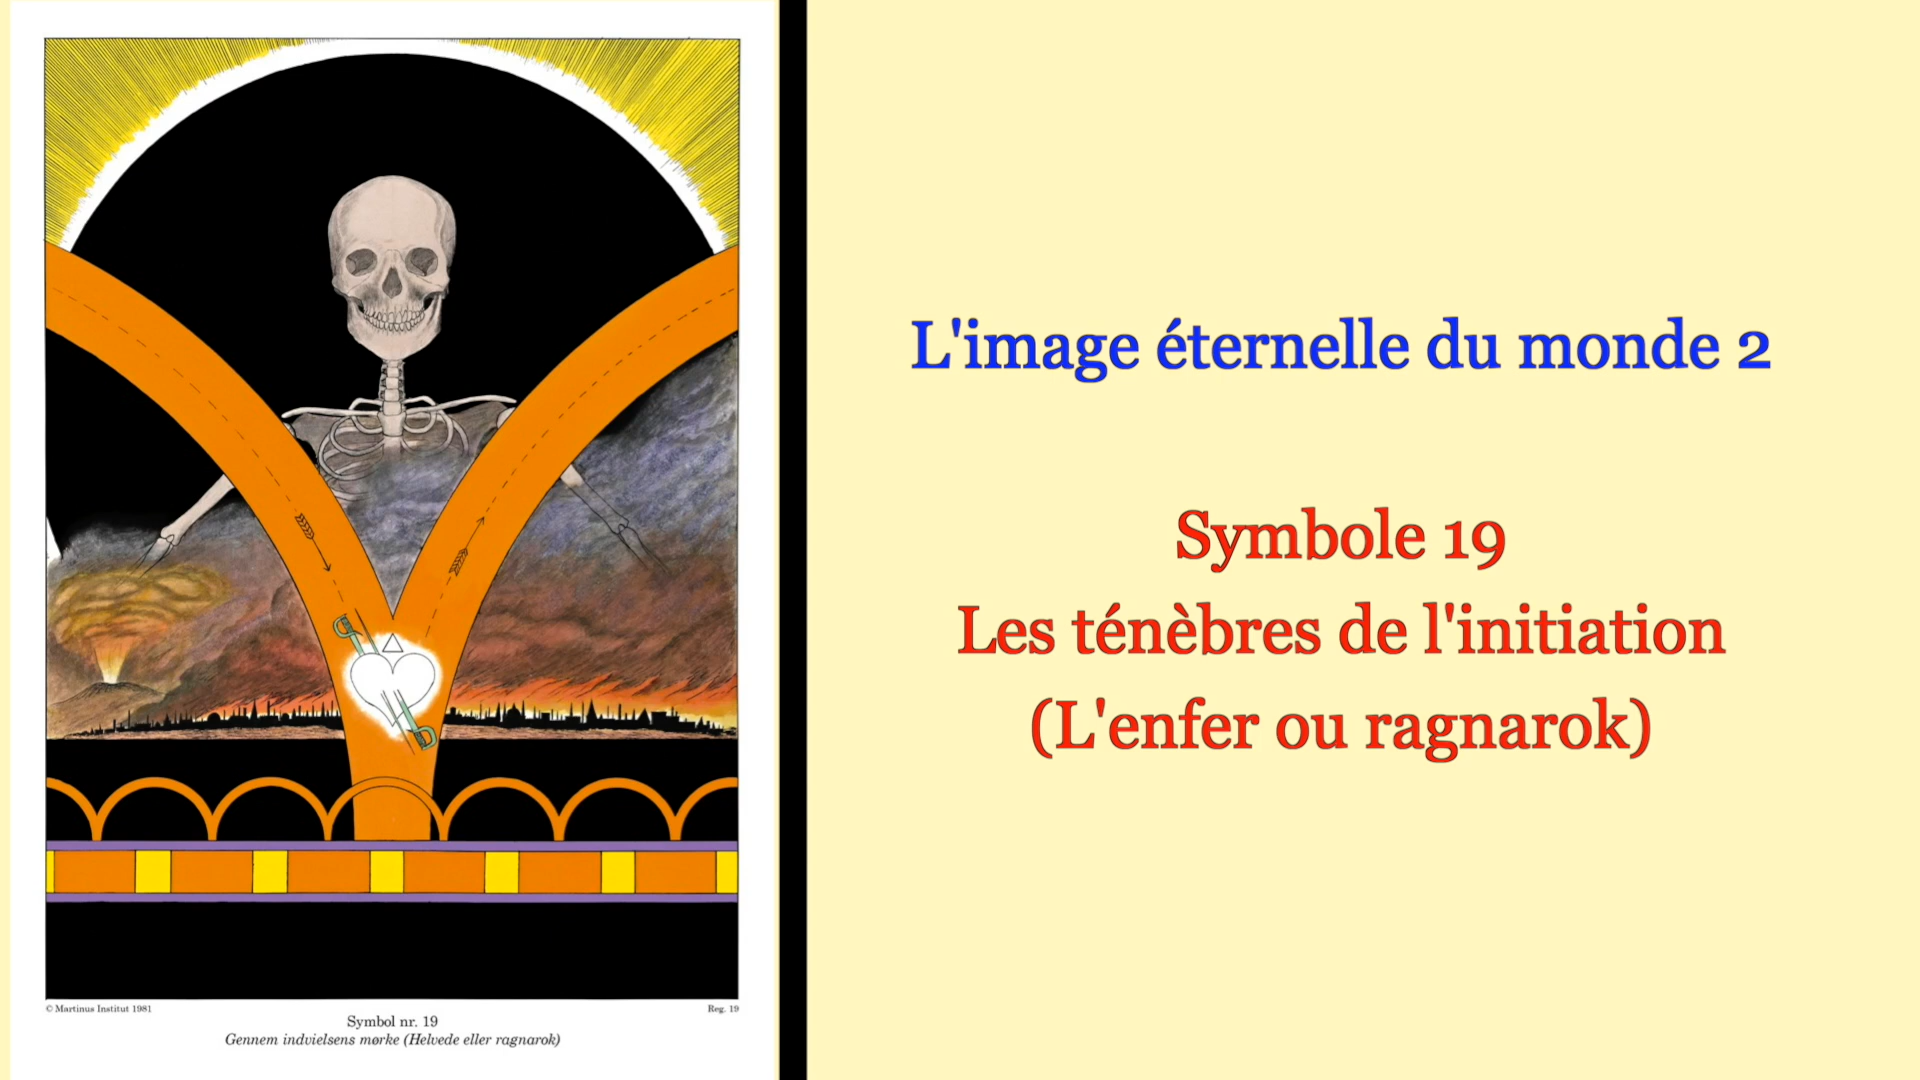 © Martinus Institut 1981
Reg. 19
Symbol nr. 19
Gennem indvielsens mørke (Helvede eller ragnarok)
L'image éternelle du monde 2
Symbole 19
Les ténèbres de l'initiation
(L'enfer ou ragnarok)